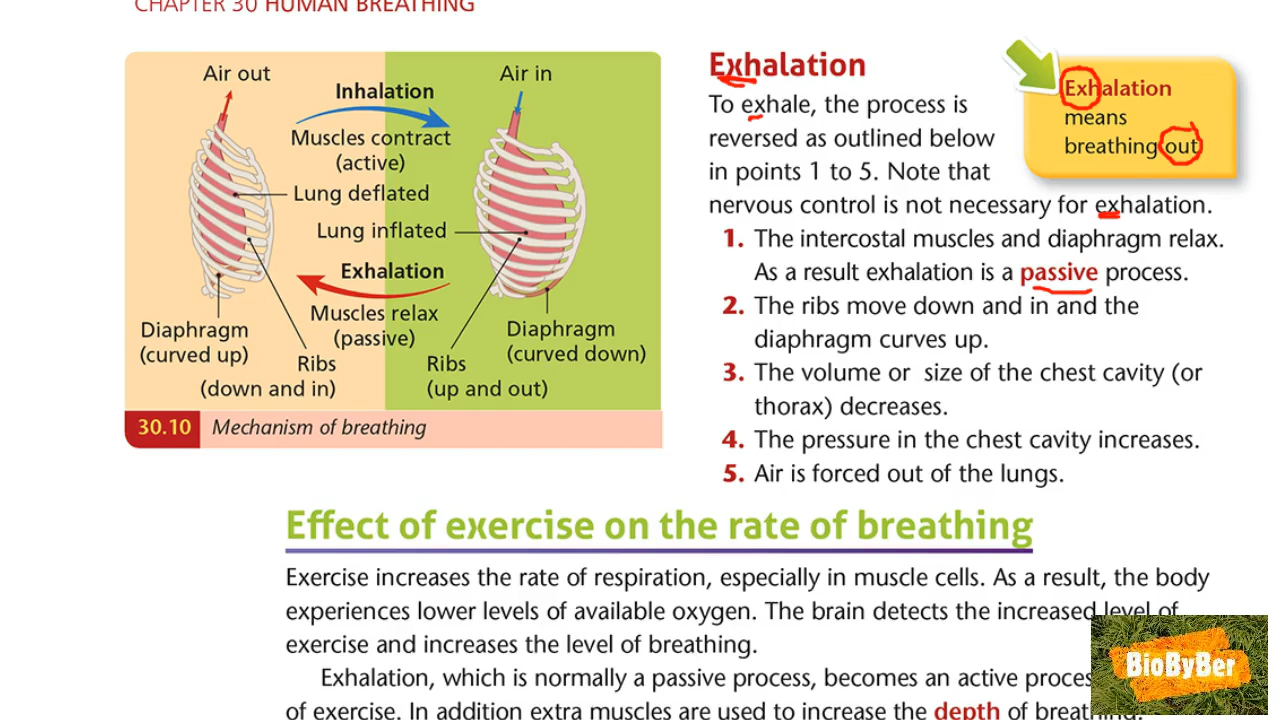 CHAPTER 30 HUMAN BREATHING
Air out
Air in
Inhalation
Muscles contract
(active)
Lung deflated
Lung inflated
Exhalation
Muscles relax
(passive)
Diaphragm
(curved up)
Ribs
(down and in)
Ribs
(up and out)
Diaphragm
(curved down)
30.10 Mechanism of breathing
Exhalation
To exhale, the process is
reversed as outlined below
in points 1 to 5. Note that
nervous control is not necessary for exhalation.
1. The intercostal muscles and diaphragm relax.
As a result exhalation is a passive process.
2. The ribs move down and in and the
diaphragm curves up.
3. The volume or size of the chest cavity (or
thorax) decreases.
4. The pressure in the chest cavity increases.
5. Air is forced out of the lungs.
Exhalation
means
breathing out
Effect of exercise on the rate of breathing
Exercise increases the rate of respiration, especially in muscle cells. As a result, the body
experiences lower levels of available oxygen. The brain detects the increased level of
exercise and increases the level of breathing.
Exhalation, which is normally a passive process, becomes an active
of exercise. In addition extra muscles are used to increase the depth of
BioByBer